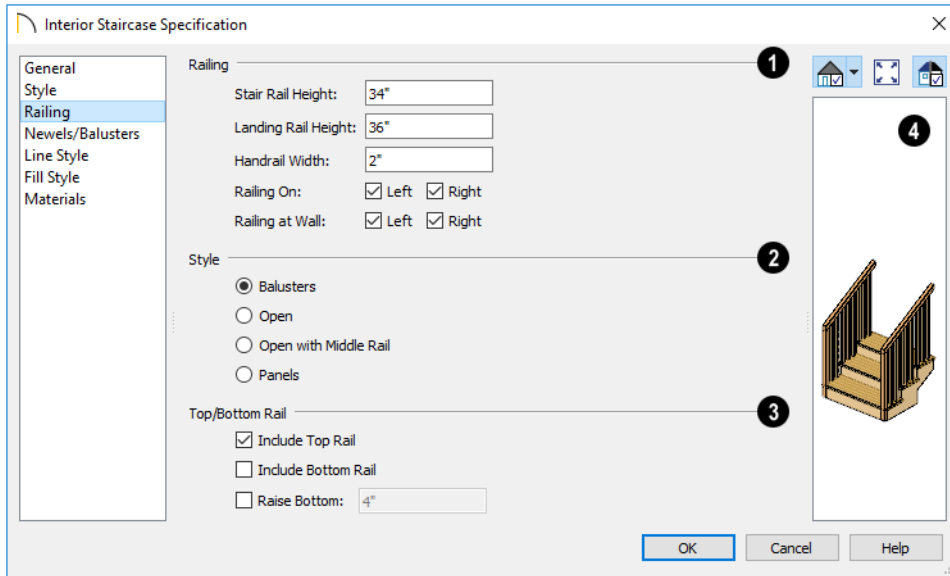 Interior Staircase Specification
General
Style
Railing
Newels/Balusters
Line Style
Fill Style
Materials
Railing
1
Stair Rail Height: 34"
Landing Rail Height: 36"
Handrail Width: 2"
Railing On: Left Right
Railing at Wall: Left Right
Style
2
Balusters
Open
Open with Middle Rail
Panels
Top/Bottom Rail
3
Include Top Rail
Include Bottom Rail
Raise Bottom: 4"
4
OK Cancel Help